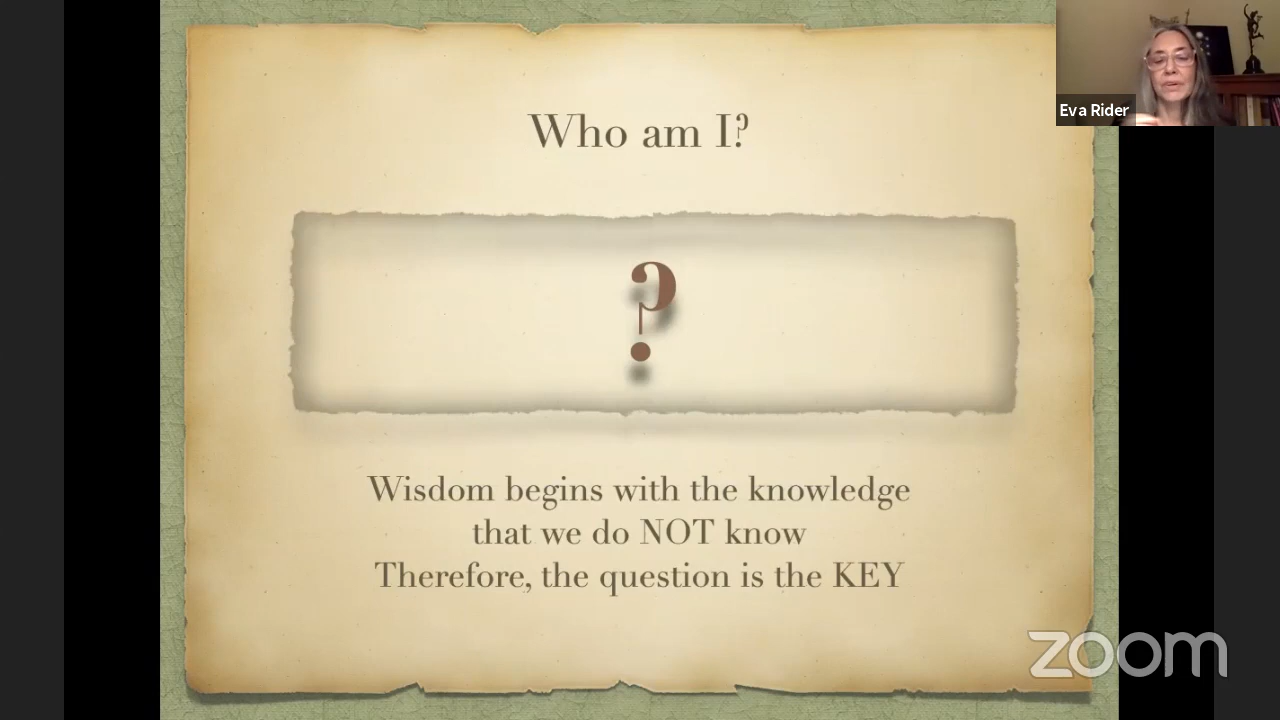 Eva Rider
Who am I?
?
Wisdom begins with the knowledge
that we do NOT know
Therefore, the question is the KEY
zoom